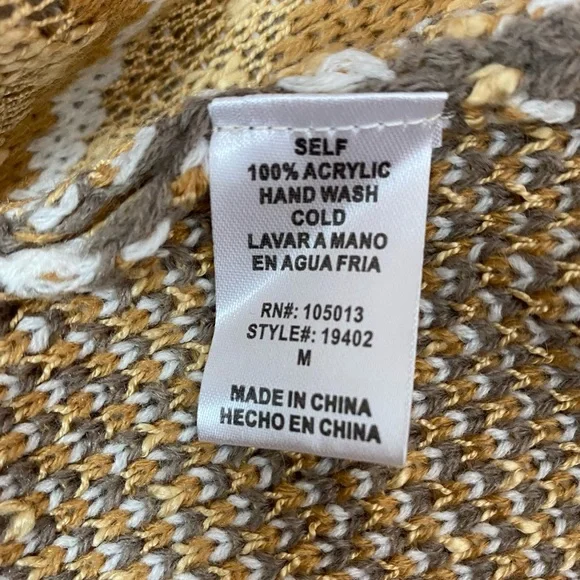 SELF
100% ACRYLIC
HAND WASH
COLD
LAVAR A MANO
EN AGUA FRIA
RN#: 105013
STYLE#: 19402
M
MADE IN CHINA
HECHO EN CHINA